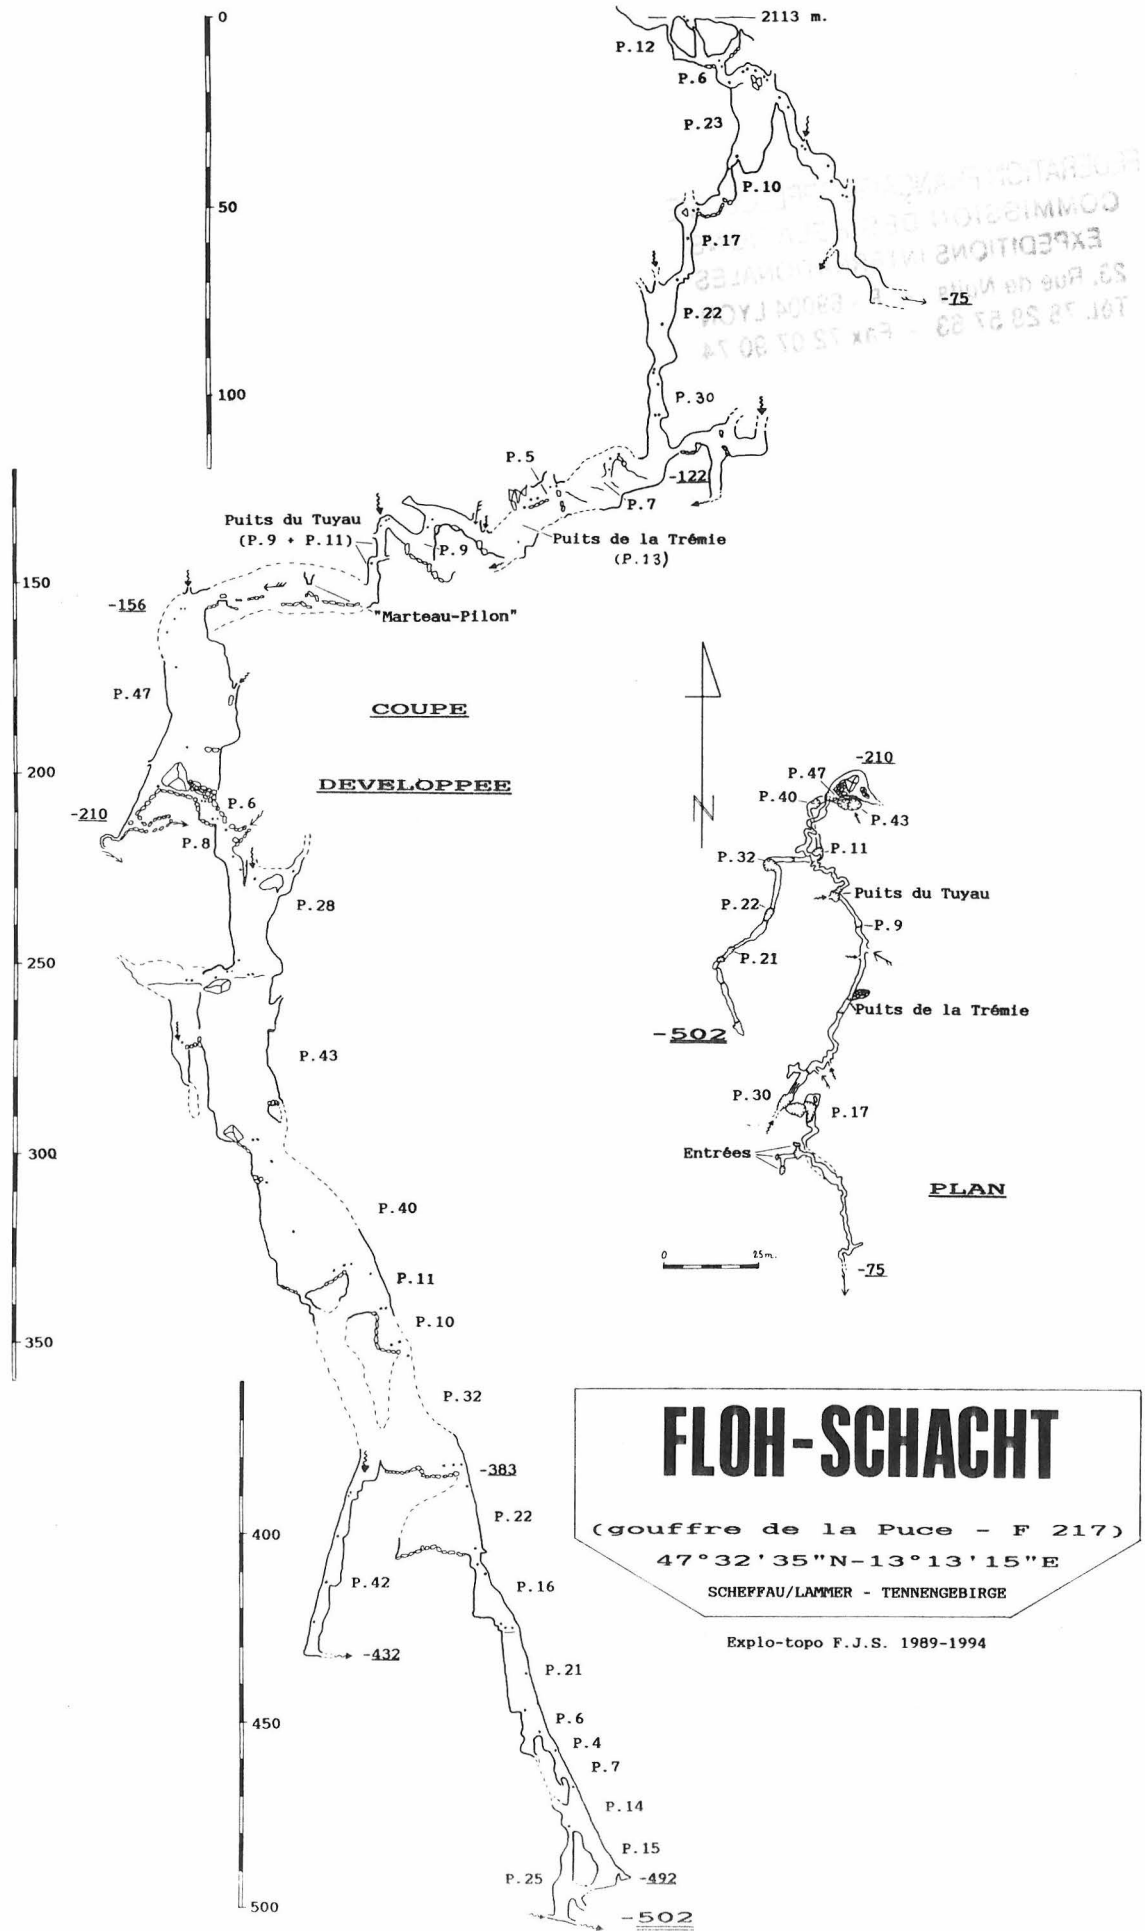 0
2113 m.
P.12
P.6
P.23
P.10
50
P.17
-75
P.22
100
P.30
P.5
-122
P.7
Puits du Tuyau
(P.9 + P.11)
P.9
Puits de la Trémie
(P.13)
150
-156
"Marteau-Pilon"
P.47
COUPE
DEVELOPPEE
200
P.6
-210
P.8
P.28
250
P.43
300
P.40
P.11
P.10
350
P.32
-383
P.22
400
P.42
P.16
-432
P.21
450
P.6
P.4
P.7
P.14
P.15
P.25
-492
500
-502
N
-210
P.47
P.40
P.43
P.11
P.32
Puits du Tuyau
P.22
P.9
P.21
Puits de la Trémie
-502
P.30
P.17
Entrées
PLAN
0 25m.
-75
FLOH-SCHACHT
(gouffre de la Puce - F 217)
47°32'35"N-13°13'15"E
SCHEFFAU/LAMMER - TENNENGEBIRGE
Explo-topo F.J.S. 1989-1994
COMMISSION DES
EXPEDITIONS INTERNATIONALES
23, Rue de Nuits
69004 LYON
Tél. 78 28 57 63 - Fax 72 07 90 74